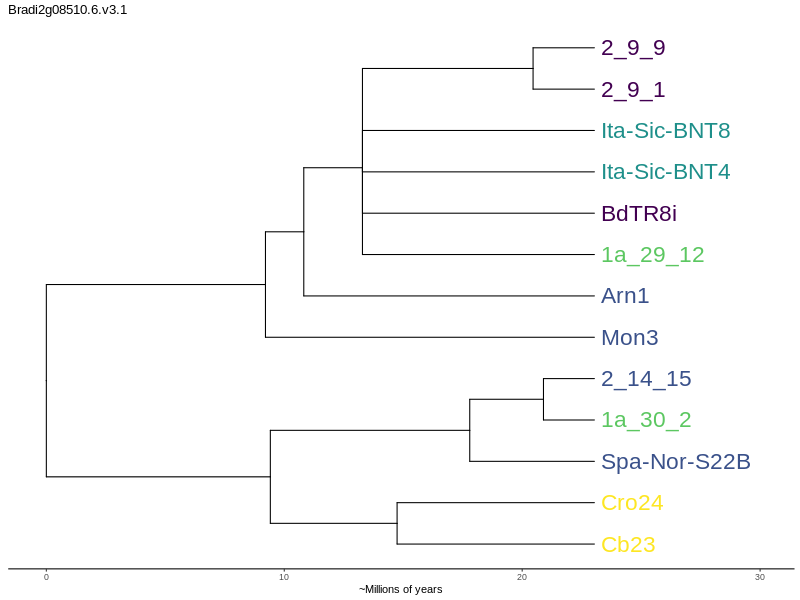 Bradi2g08510.6.v3.1
2_9_9
2_9_1
Ita-Sic-BNT8
Ita-Sic-BNT4
BdTR8i
1a_29_12
Arn1
Mon3
2_14_15
1a_30_2
Spa-Nor-S22B
Cro24
Cb23
0 10 20 30
~Millions of years